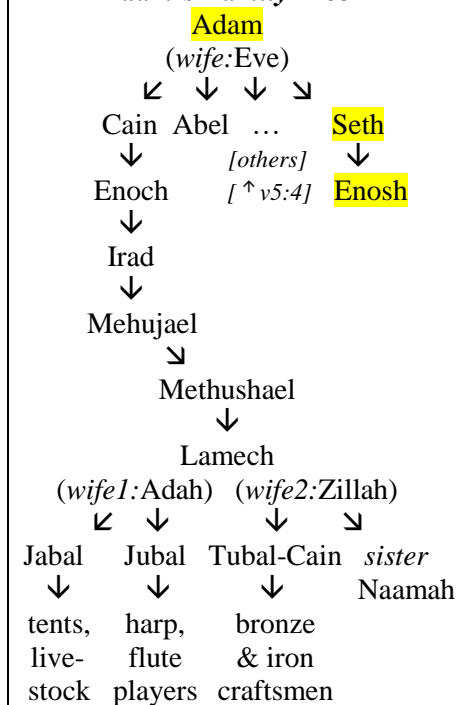 Adam
(wife:Eve)
↙ ↓ ↓ ↘
Cain Abel … Seth
↓ [others] ↓
Enoch [ ↑ v5:4] Enosh
↓
Irad
↓
Mehujael
↘
Methushael
↓
Lamech
(wife1:Adah) (wife2:Zillah)
↙ ↓ ↓ ↘
Jabal Jubal Tubal-Cain sister
↓ ↓ ↓ Naamah
tents, harp, bronze
live- flute & iron
stock players craftsmen